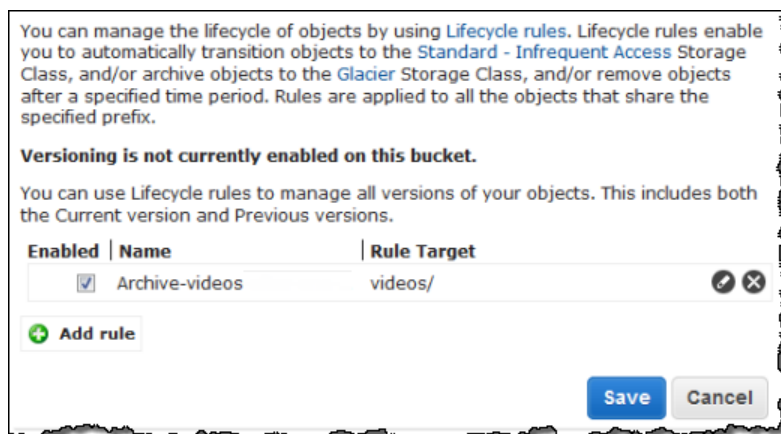 You can manage the lifecycle of objects by using Lifecycle rules. Lifecycle rules enable
you to automatically transition objects to the Standard - Infrequent Access Storage
Class, and/or archive objects to the Glacier Storage Class, and/or remove objects
after a specified time period. Rules are applied to all the objects that share the
specified prefix.
Versioning is not currently enabled on this bucket.
You can use Lifecycle rules to manage all versions of your objects. This includes both
the Current version and Previous versions.
Enabled Name Rule Target
Archive-videos videos/
Add rule
Save Cancel